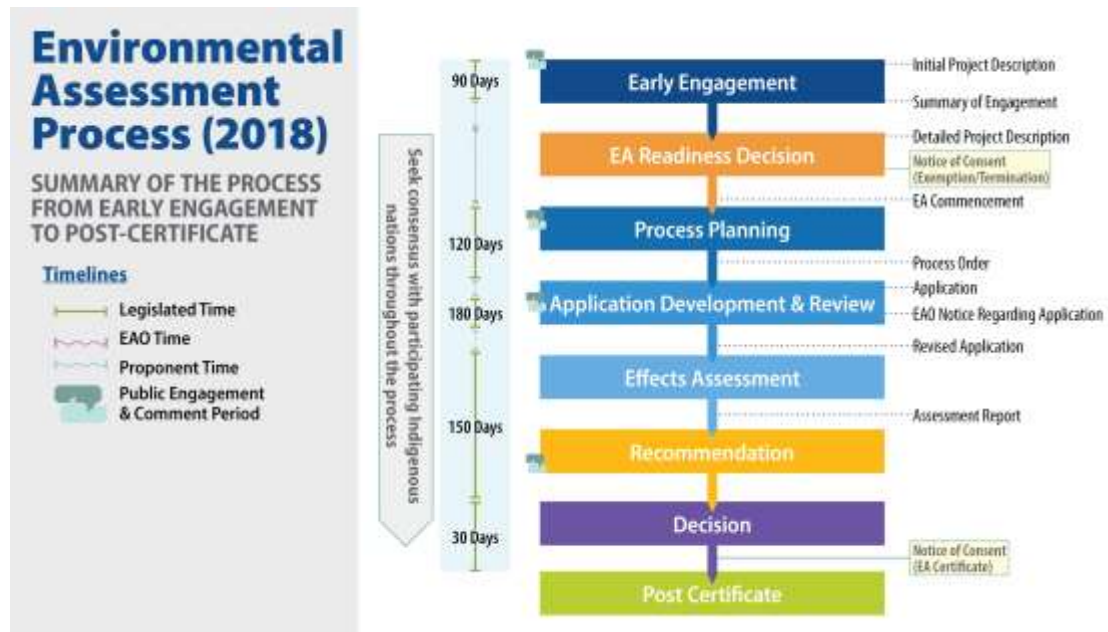 Environmental
Assessment
Process (2018)
SUMMARY OF THE PROCESS
FROM EARLY ENGAGEMENT
TO POST-CERTIFICATE
Timelines
Legislated Time
EAO Time
Proponent Time
Public Engagement
& Comment Period
Seek consensus with participating Indigenous
nations throughout the process
90 Days
120 Days
180 Days
150 Days
30 Days
Early Engagement
EA Readiness Decision
Process Planning
Application Development & Review
Effects Assessment
Recommendation
Decision
Post Certificate
Initial Project Description
Summary of Engagement
Detailed Project Description
Notice of Consent
(Exemption/Termination)
EA Commencement
Process Order
Application
EAO Notice Regarding Application
Revised Application
Assessment Report
Notice of Consent
(EA Certificate)